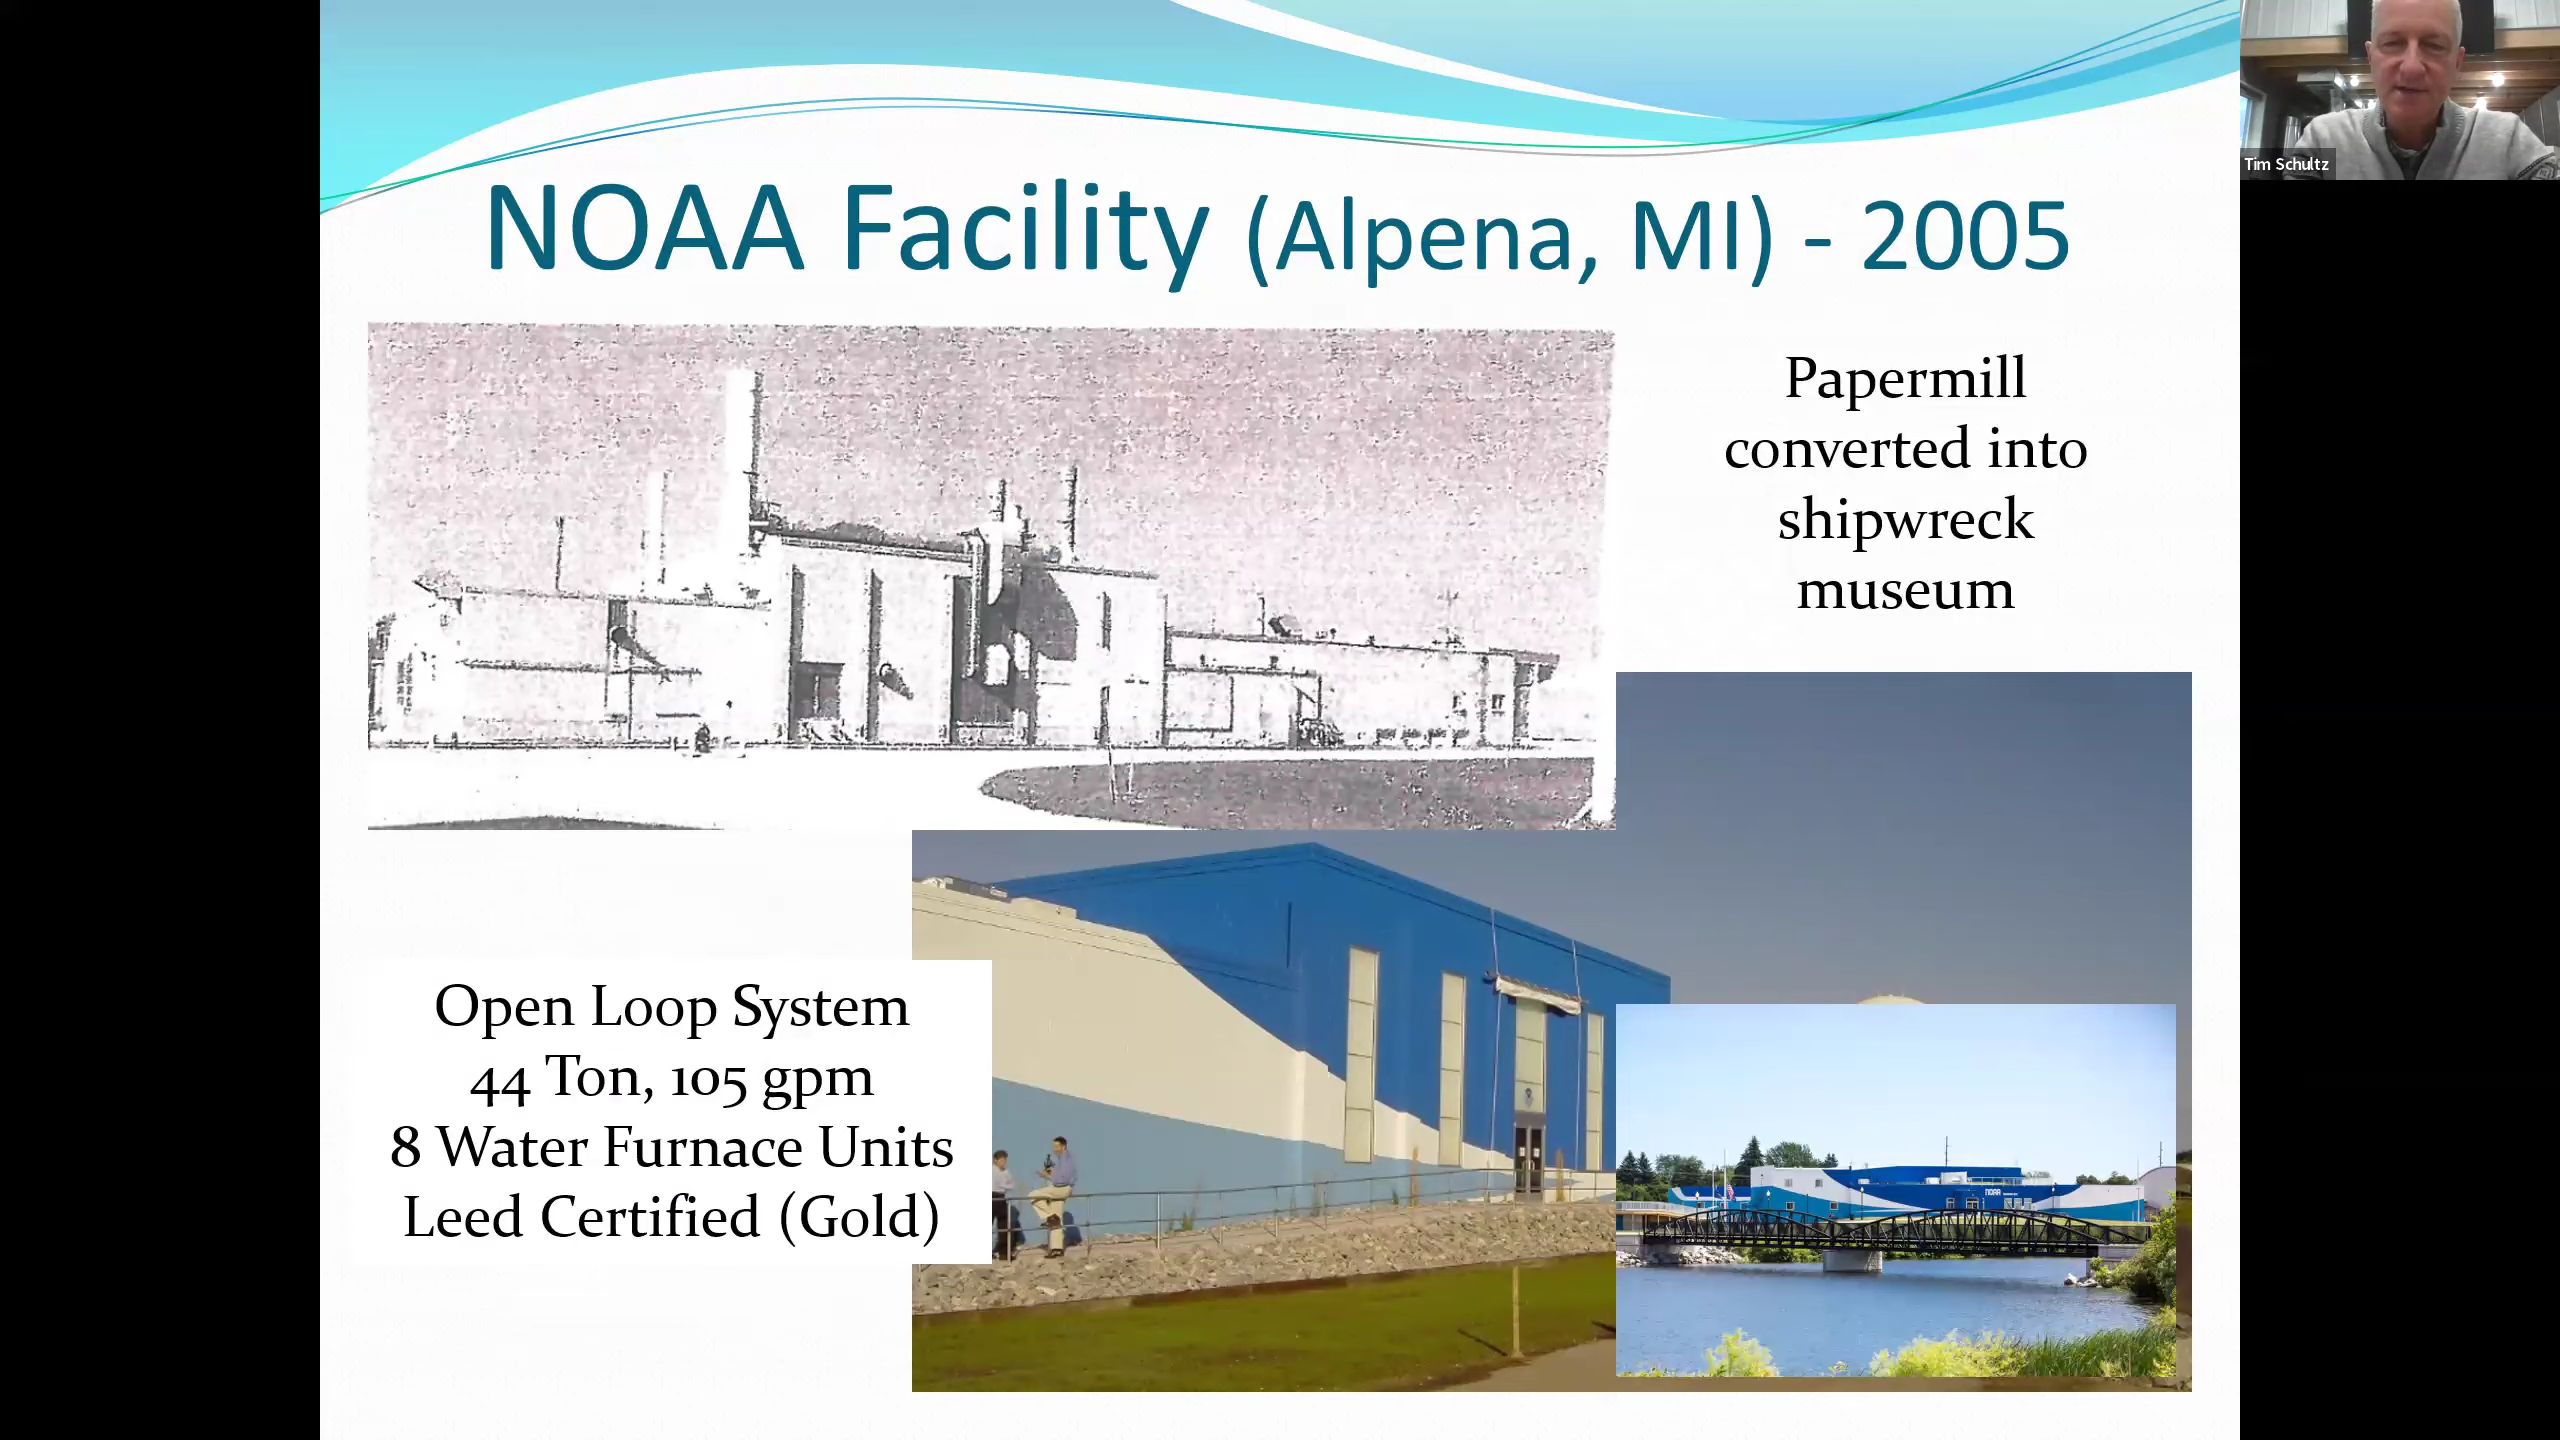 Tim Schultz
NOAA Facility (Alpena, MI) - 2005
Papermill
converted into
shipwreck
museum
Open Loop System
44 Ton, 105 gpm
8 Water Furnace Units
Leed Certified (Gold)
NOAA